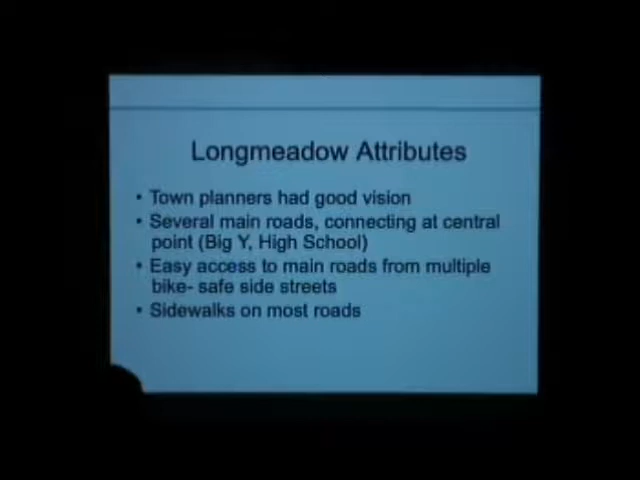 Longmeadow Attributes
• Town planners had good vision
• Several main roads, connecting at central
point (Big Y, High School)
• Easy access to main roads from multiple
bike- safe side streets
• Sidewalks on most roads